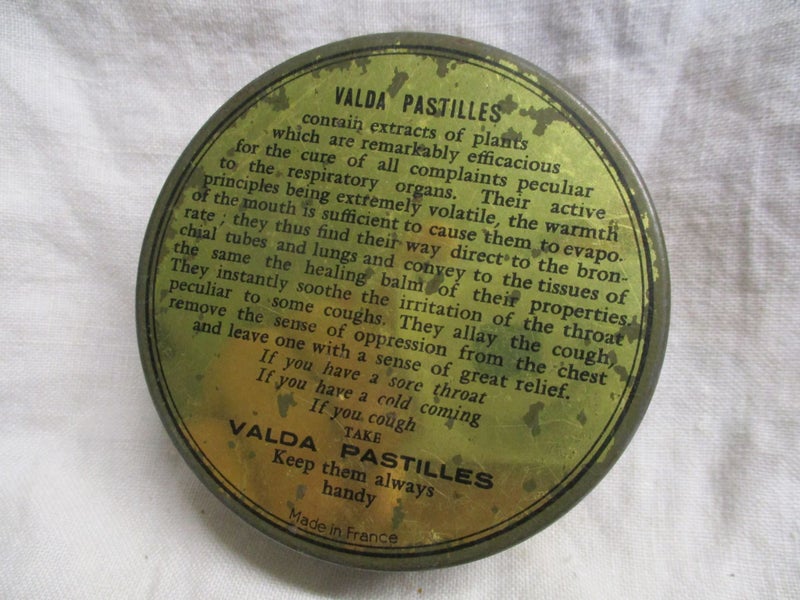 VALDA PASTILLES
contain extracts of plants
which are remarkably efficacious
for the cure of all complaints peculiar
to the respiratory organs. Their active
principles being extremely volatile, the warmth
of the mouth is sufficient to cause them to evapo-
rate; they thus find their way direct to the bron-
chial tubes and lungs and convey to the tissues of
the same the healing balm of their properties.
They instantly soothe the irritation of the throat
peculiar to some coughs. They allay the cough,
remove the sense of oppression from the chest
and leave one with a sense of great relief.
If you have a sore throat
If you have a cold coming
If you cough
TAKE
VALDA PASTILLES
Keep them always
handy
Made in France